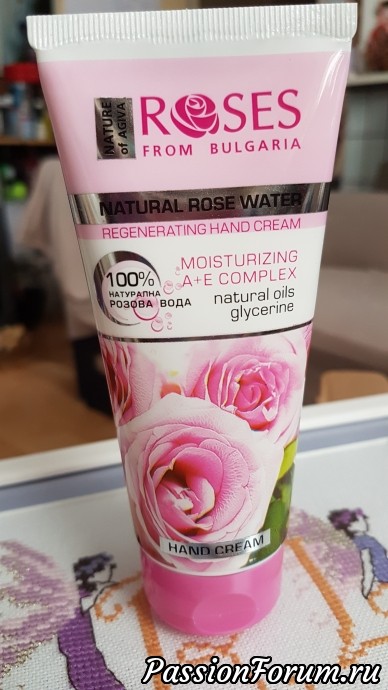 NATURE
of AGIVA
ROSES
FROM BULGARIA
NATURAL ROSE WATER
REGENERATING HAND CREAM
100%
НАТУРАЛНА
РОЗОВА ВОДА
MOISTURIZING
A+E COMPLEX
natural oils
glycerine
HAND CREAM
PassionForum.ru